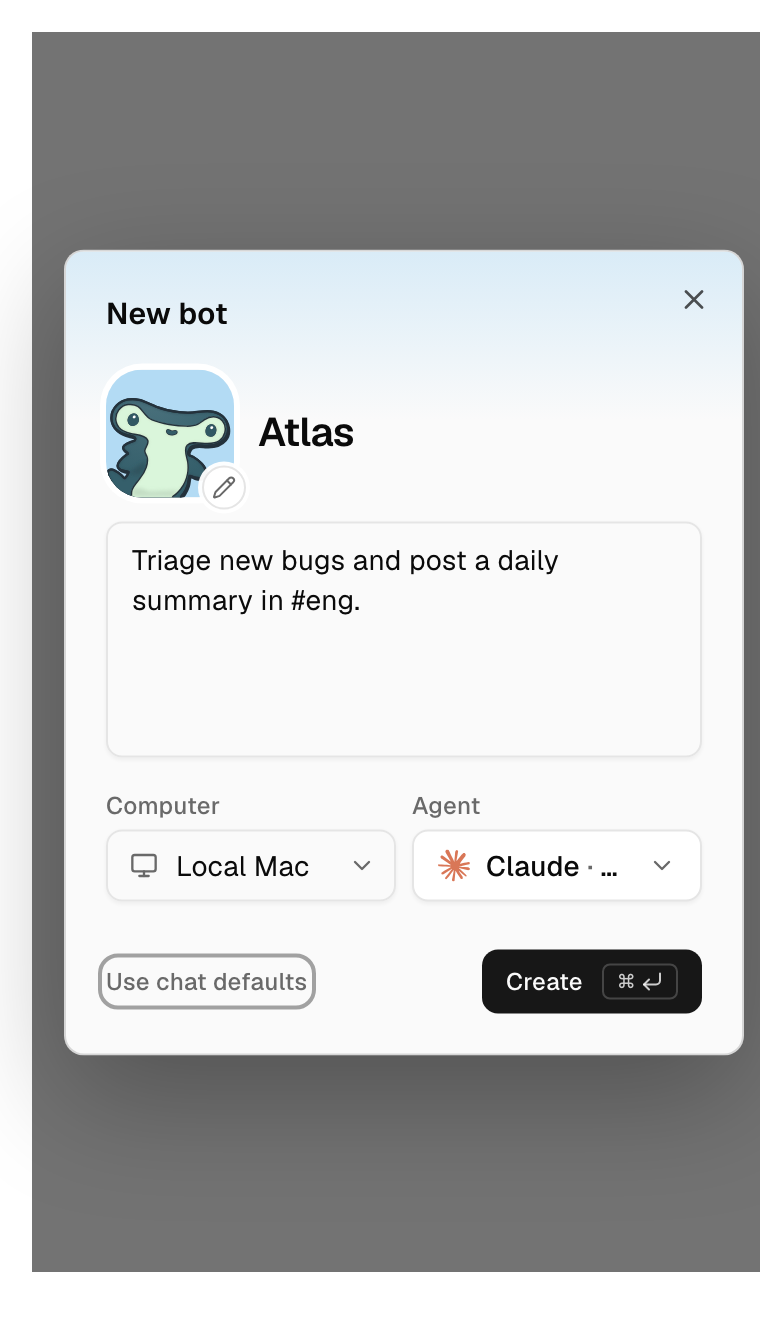 New bot
Atlas
Triage new bugs and post a daily
summary in #eng.
Computer
Agent
Local Mac
Claude · ...
Use chat defaults
Create ⌘ ↵